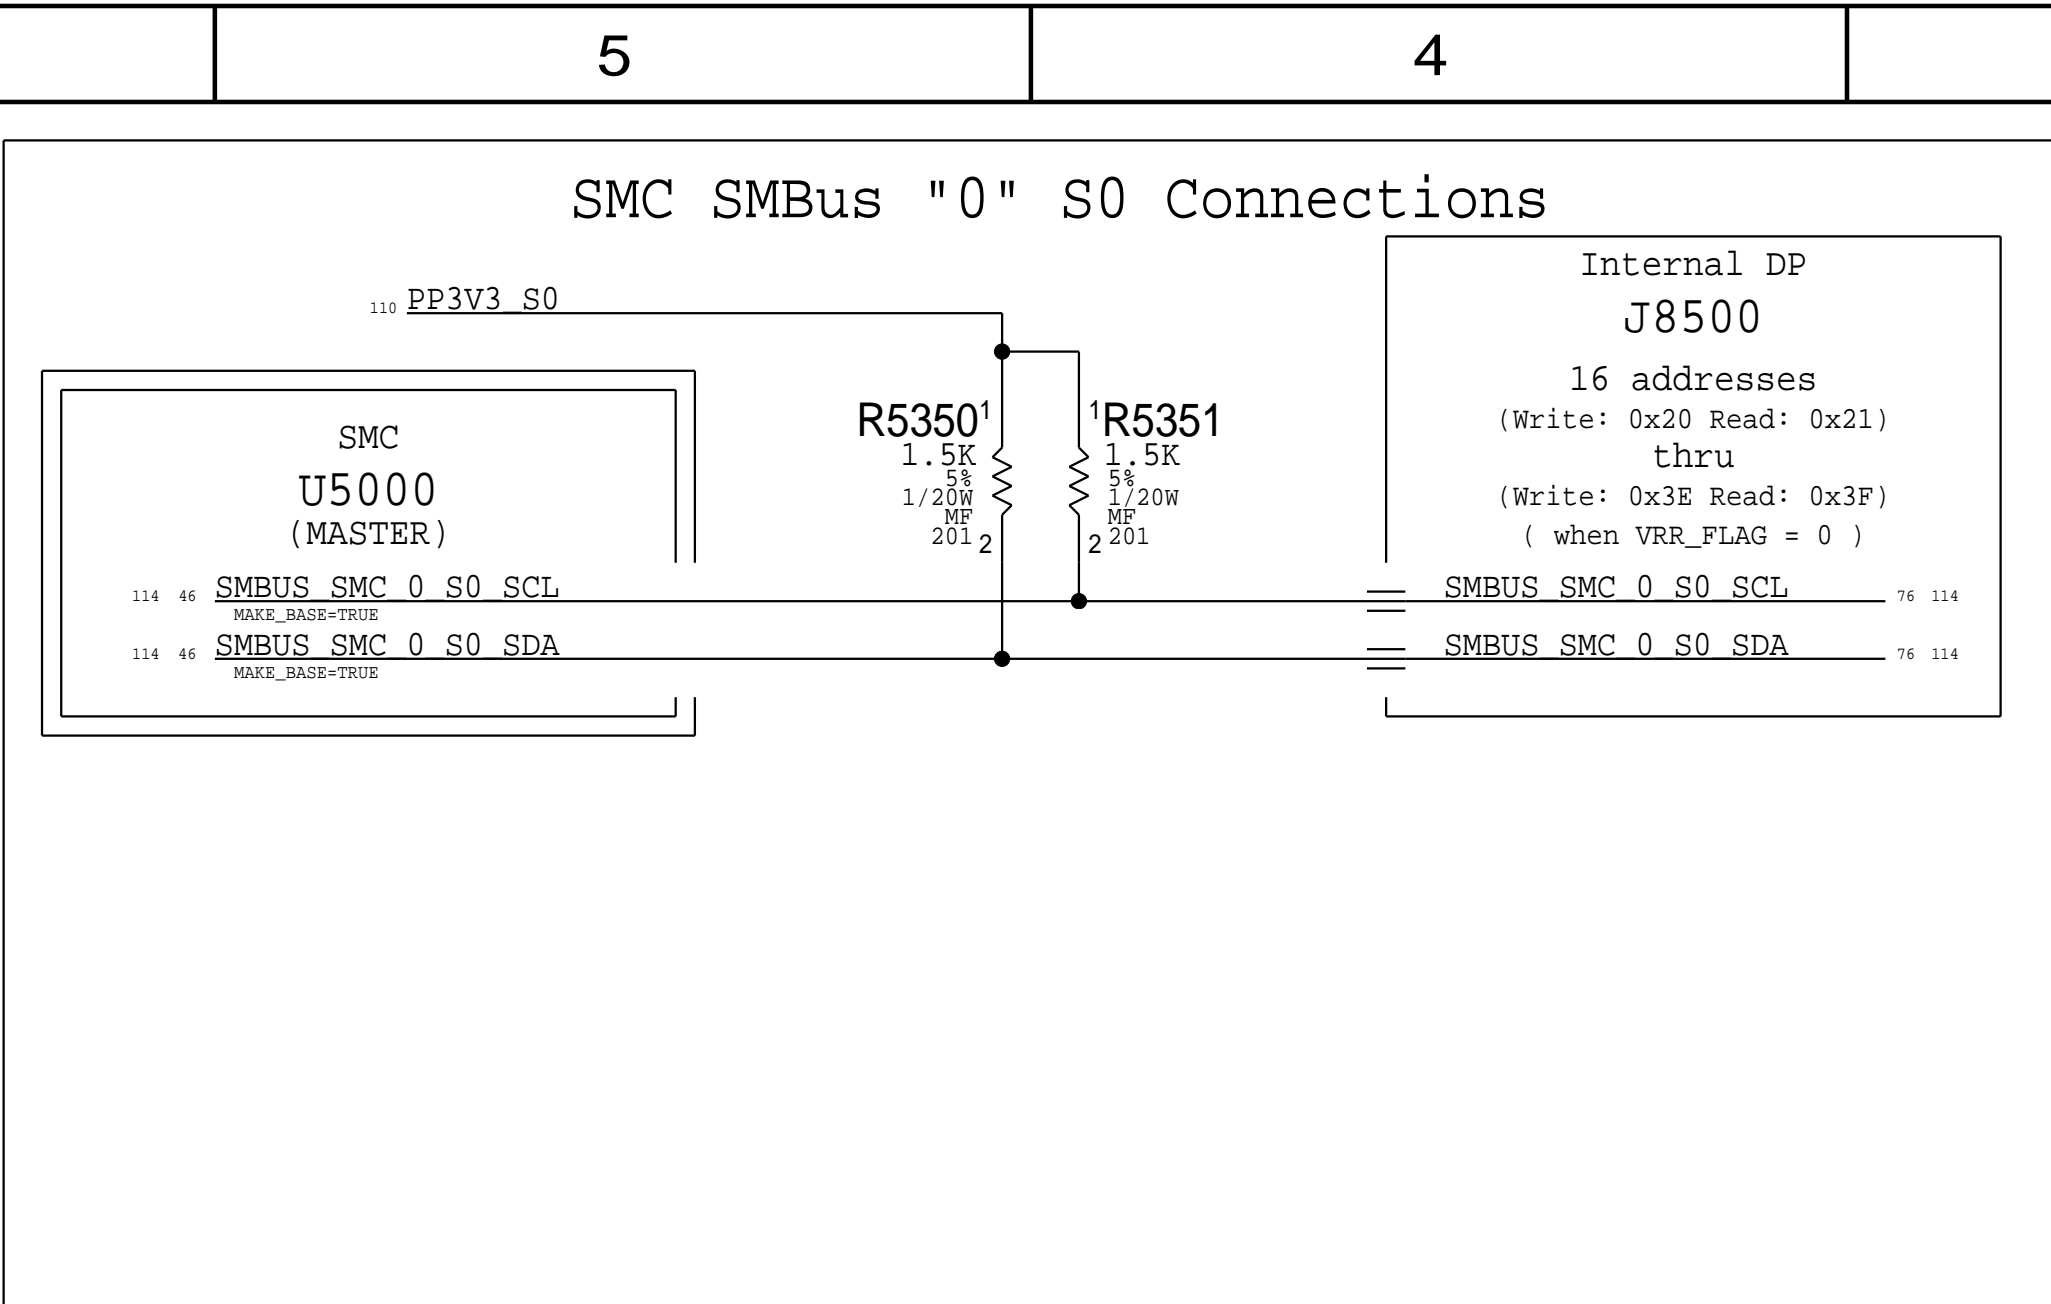 5
4
SMC SMBus "0" S0 Connections
110 PP3V3_S0
SMC
U5000
(MASTER)
114 46 SMBUS_SMC_0_S0_SCL
MAKE_BASE=TRUE
114 46 SMBUS_SMC_0_S0_SDA
MAKE_BASE=TRUE
R5350 1
1.5K
5%
1/20W
MF
201 2
1 R5351
1.5K
5%
1/20W
MF
2 201
Internal DP
J8500
16 addresses
(Write: 0x20 Read: 0x21)
thru
(Write: 0x3E Read: 0x3F)
( when VRR_FLAG = 0 )
SMBUS_SMC_0_S0_SCL 76 114
SMBUS_SMC_0_S0_SDA 76 114